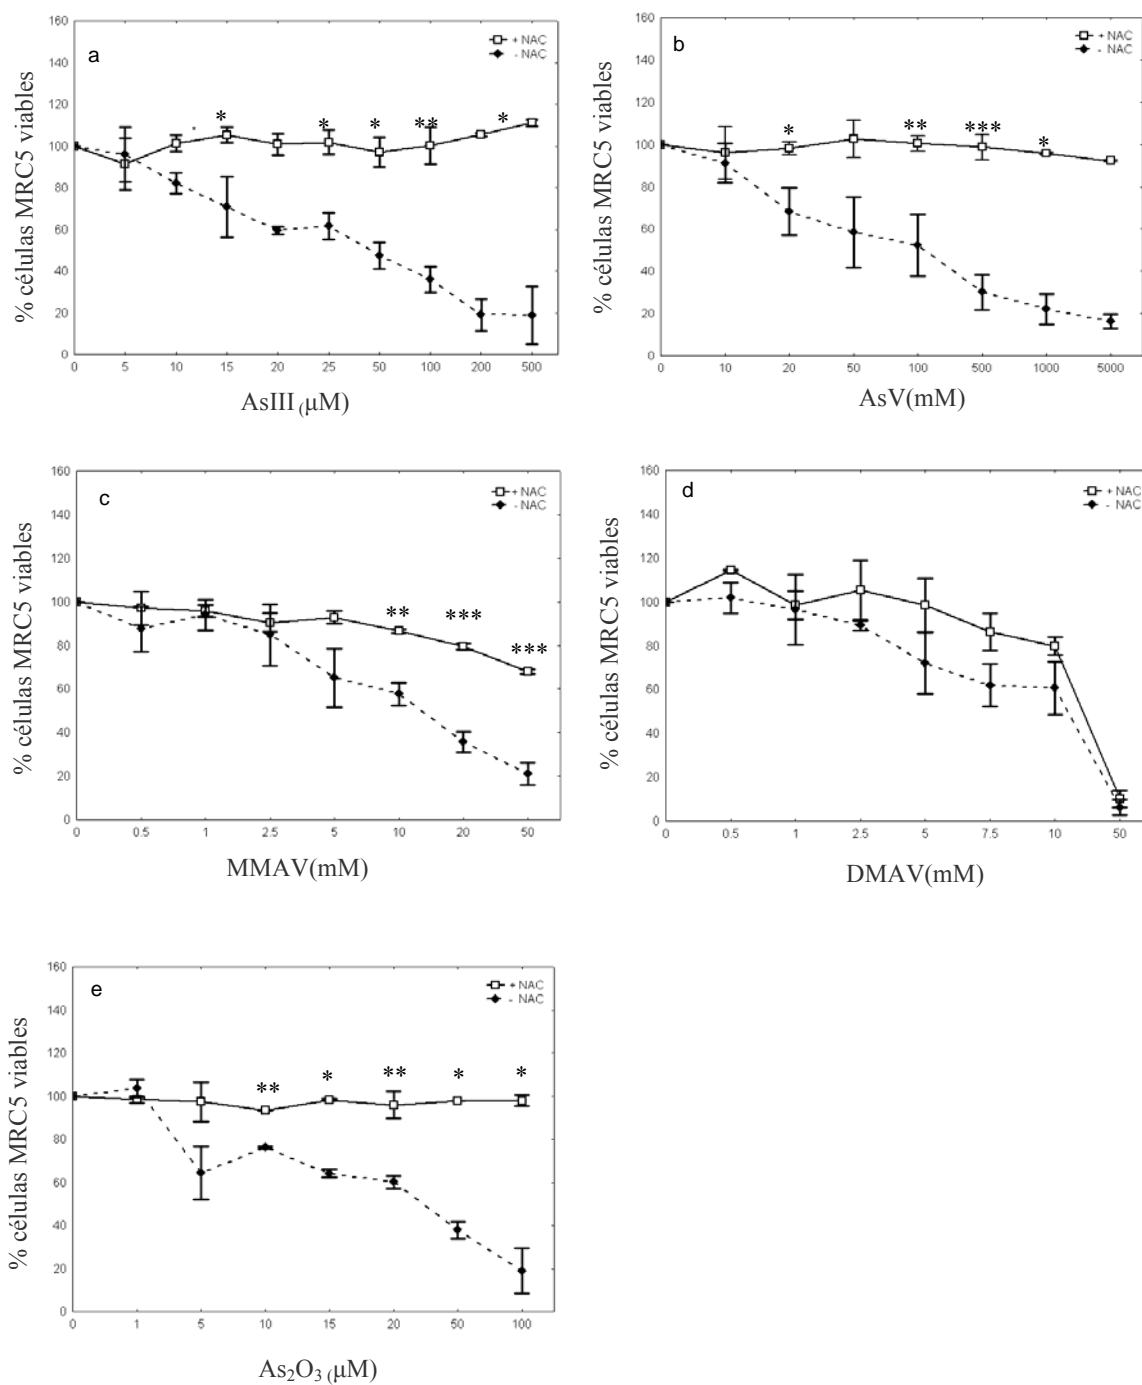 a
+ NAC
- NAC
160
140
120
100
80
60
40
20
0
% células MRC5 viables
* * * ** *
0 5 10 15 20 25 50 100 200 500
AsIII (µM)
b
+ NAC
- NAC
160
140
120
100
80
60
40
20
0
% células MRC5 viables
* ** *** *
0 10 20 50 100 500 1000 5000
AsV(mM)
c
+ NAC
- NAC
160
140
120
100
80
60
40
20
0
% células MRC5 viables
** *** ***
0 0.5 1 2.5 5 10 20 50
MMAV(mM)
d
+ NAC
- NAC
160
140
120
100
80
60
40
20
0
% células MRC5 viables
0 0.5 1 2.5 5 7.5 10 50
DMAV(mM)
e
+ NAC
- NAC
160
140
120
100
80
60
40
20
0
% células MRC5 viables
** * ** * *
0 1 5 10 15 20 50 100
As₂O₃ (µM)